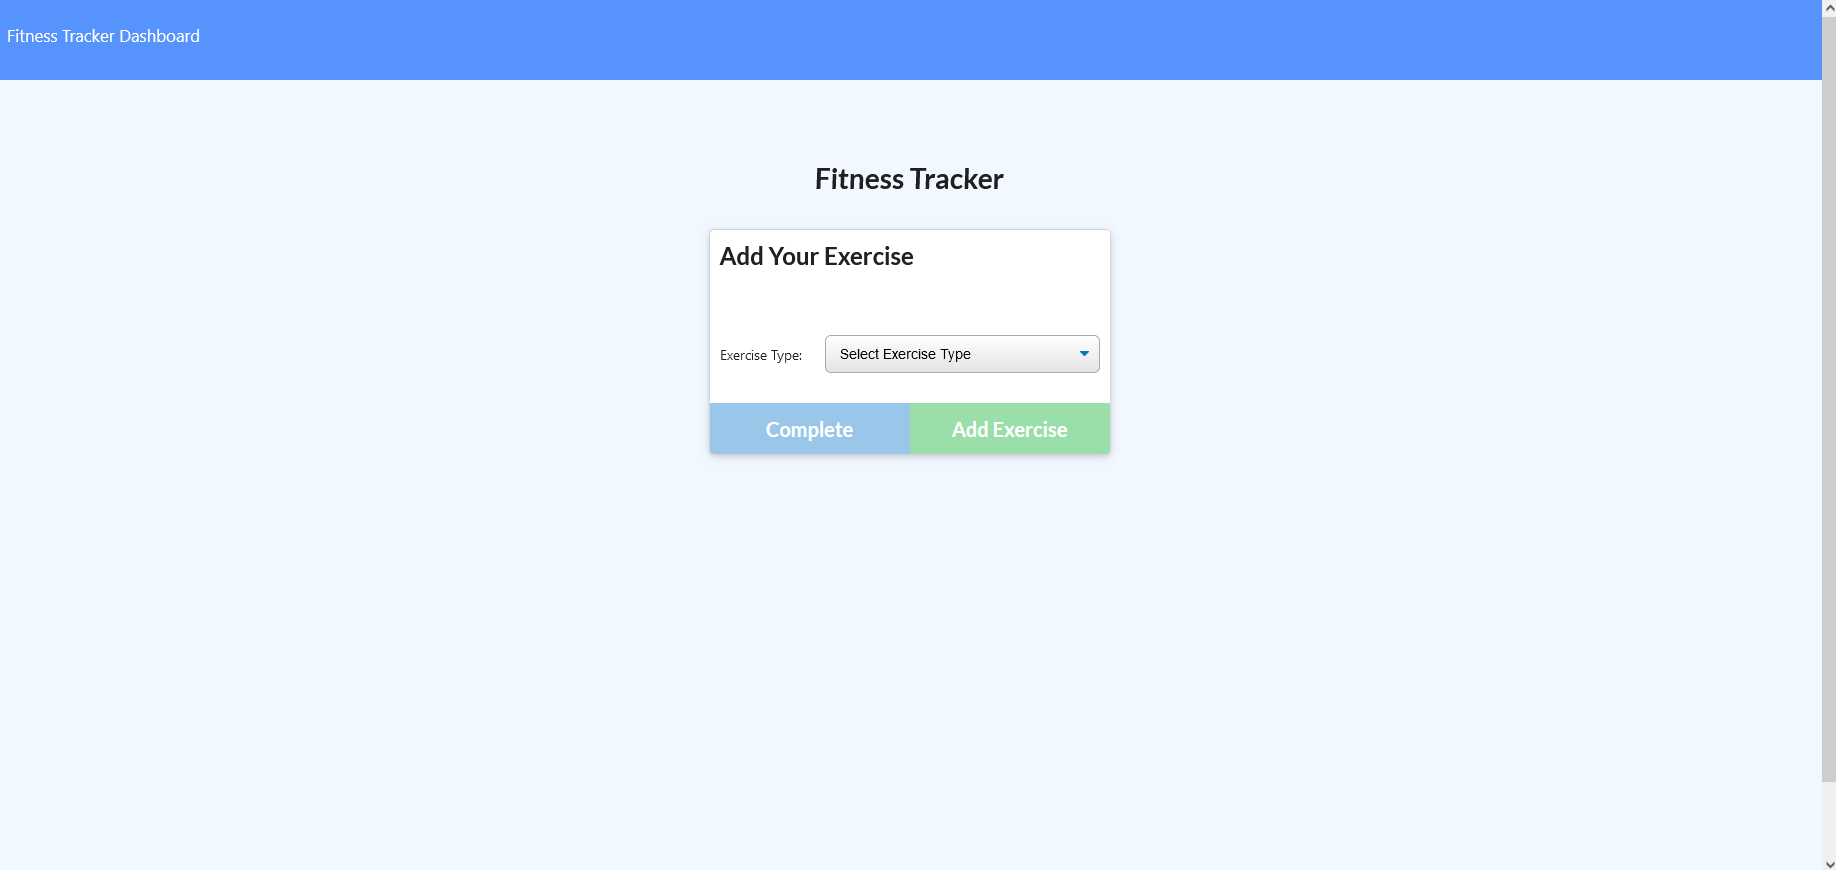 Fitness Tracker Dashboard
Fitness Tracker
Add Your Exercise
Exercise Type: Select Exercise Type
Complete Add Exercise